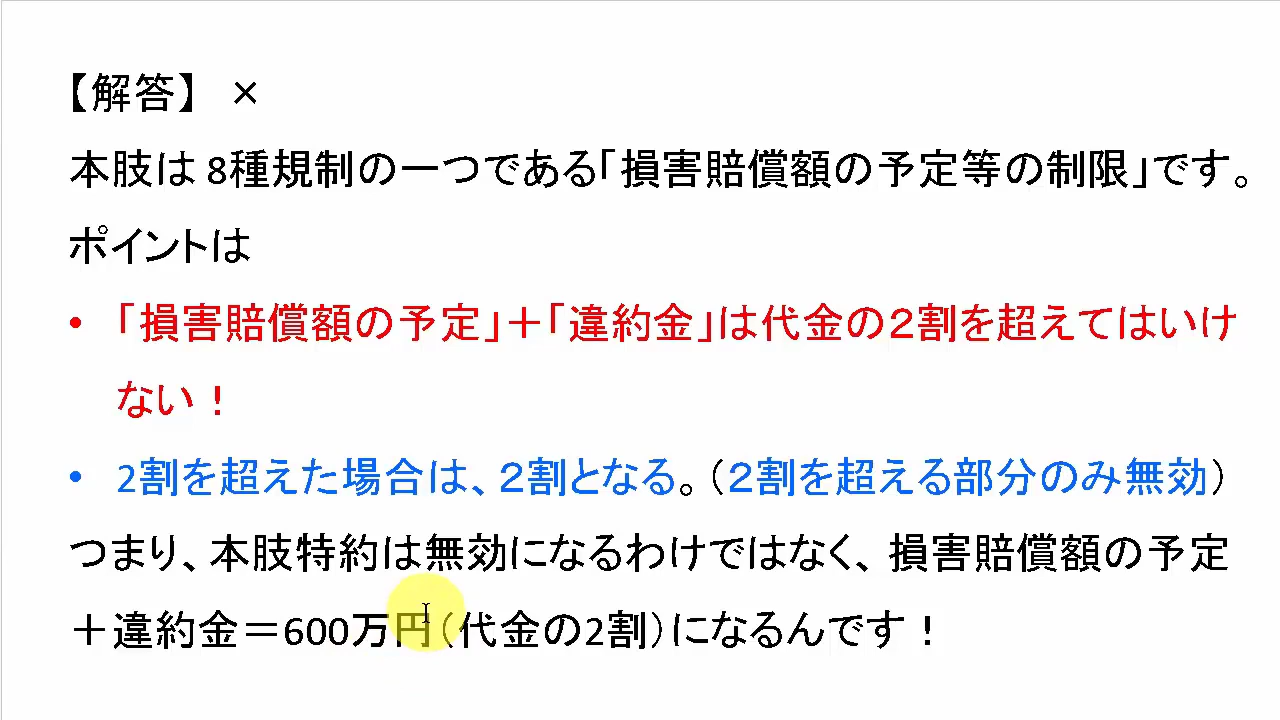 【解答】 ×
本肢は 8種規制の一つである「損害賠償額の予定等の制限」です。
ポイントは
• 「損害賠償額の予定」＋「違約金」は代金の２割を超えてはいけ
ない！
• 2割を超えた場合は、２割となる。（２割を超える部分のみ無効）
つまり、本肢特約は無効になるわけではなく、損害賠償額の予定
＋違約金＝600万円（代金の2割）になるんです！